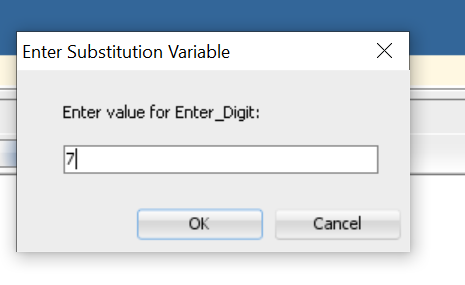 Enter Substitution Variable
Enter value for Enter_Digit:
7
OK
Cancel